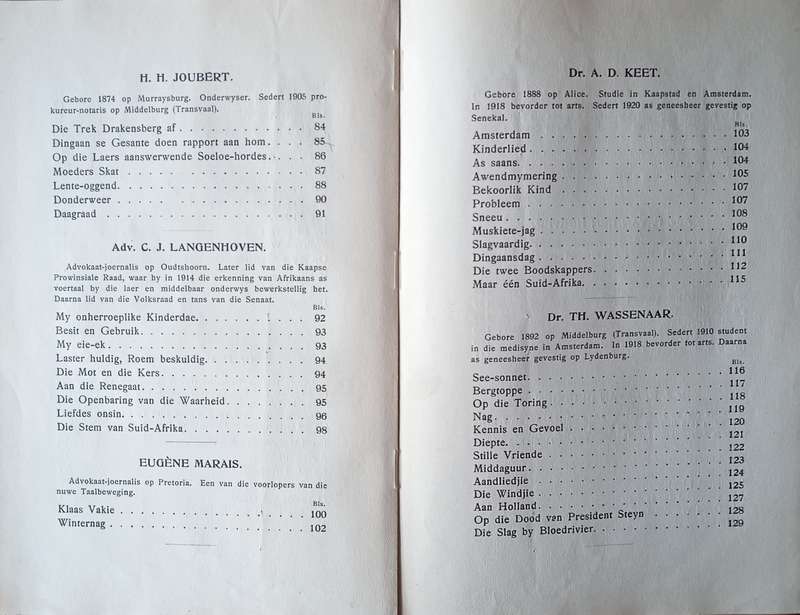 H. H. JOUBERT.
Gebore 1874 op Murraysburg. Onderwyser. Sedert 1905 pro-
kureur-notaris op Middelburg (Transvaal).
Bls.
Die Trek Drakensberg af . . . . . . . . . . . . 84
Dingaan se Gesante doen rapport aan hom. . . . 85
Op die Laers aanswerwende Soeloe-hordes. . . . 86
Moeders Skat . . . . . . . . . . . . . . . . 87
Lente-oggend. . . . . . . . . . . . . . . . 88
Donderweer . . . . . . . . . . . . . . . . 90
Daagraad . . . . . . . . . . . . . . . . . 91
Adv. C. J. LANGENHOVEN.
Advokaat-joernalis op Oudtshoorn. Later lid van die Kaapse
Prowinsiale Raad, waar by in 1914 die erkenning van Afrikaans as
voertaal by die laer en middelbaar onderwys bewerkstellig het.
Daarna lid van die Volksraad en tans van die Senaat.
Bls.
My onherroeplike Kinderdae. . . . . . . . . . 92
Besit en Gebruik. . . . . . . . . . . . . . 93
My eie-ek. . . . . . . . . . . . . . . . . 93
Laster huldig, Roem beskuldig. . . . . . . . . 94
Die Mot en die Kers. . . . . . . . . . . . . 94
Aan die Renegaat. . . . . . . . . . . . . . 95
Die Openbaring van die Waarheid. . . . . . . . 95
Liefdes onsin. . . . . . . . . . . . . . . . 96
Die Stem van Suid-Afrika. . . . . . . . . . . 98
EUGÈNE MARAIS.
Advokaat-joernalis op Pretoria. Een van die voorlopers van die
nuwe Taalbeweging.
Bls.
Klaas Vakie . . . . . . . . . . . . . . . . 100
Winternag . . . . . . . . . . . . . . . . . 102
Dr. A. D. KEET.
Gebore 1888 op Alice. Studie in Kaapstad en Amsterdam.
In 1918 bevorder tot arts. Sedert 1920 as geneesheer gevestig op
Senekal.
Bls.
Amsterdam . . . . . . . . . . . . . . . . 103
Kinderlied . . . . . . . . . . . . . . . . . 104
As saans. . . . . . . . . . . . . . . . . . 104
Awendmymering . . . . . . . . . . . . . . 105
Bekoorlik Kind . . . . . . . . . . . . . . 107
Probleem . . . . . . . . . . . . . . . . . 107
Sneeu . . . . . . . . . . . . . . . . . . . 108
Muskiete-jag . . . . . . . . . . . . . . . . 109
Slagvaardig. . . . . . . . . . . . . . . . . 110
Dingaansdag . . . . . . . . . . . . . . . . 111
Die twee Boodskappers. . . . . . . . . . . . 112
Maar één Suid-Afrika. . . . . . . . . . . . . 115
Dr. TH. WASSENAAR.
Gebore 1892 op Middelburg (Transvaal). Sedert 1910 student
in die medisyne in Amsterdam. In 1918 bevorder tot arts. Daarna
as geneesheer gevestig op Lydenburg.
Bls.
See-sonnet. . . . . . . . . . . . . . . . . 116
Bergtoppe . . . . . . . . . . . . . . . . . 117
Op die Toring . . . . . . . . . . . . . . . 118
Nag. . . . . . . . . . . . . . . . . . . . 119
Kennis en Gevoel . . . . . . . . . . . . . . 120
Diepte. . . . . . . . . . . . . . . . . . . 121
Stille Vriende . . . . . . . . . . . . . . . 122
Middaguur. . . . . . . . . . . . . . . . . 123
Aandliedjie . . . . . . . . . . . . . . . . 124
Die Windjie . . . . . . . . . . . . . . . . 125
Aan Holland. . . . . . . . . . . . . . . . 127
Op die Dood van President Steyn . . . . . . . 128
Die Slag by Bloedrivier. . . . . . . . . . . . 129